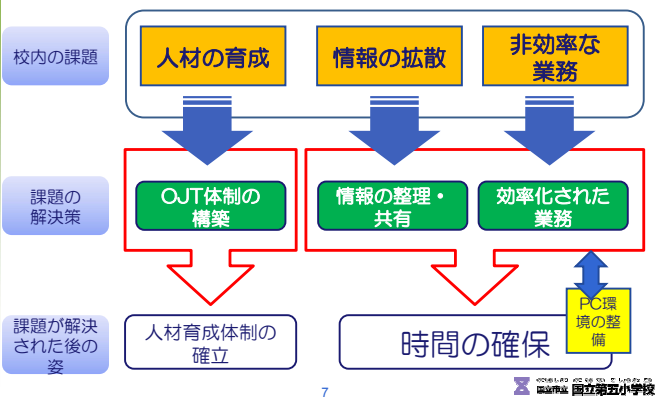 校内の課題
人材の育成
情報の拡散
非効率な
業務
課題の
解決策
OJT体制の
構築
情報の整理・
共有
効率化された
業務
課題が解決
された後の
姿
人材育成体制の
確立
時間の確保
PC環
境の整
備
7
国立市立 国立第五小学校